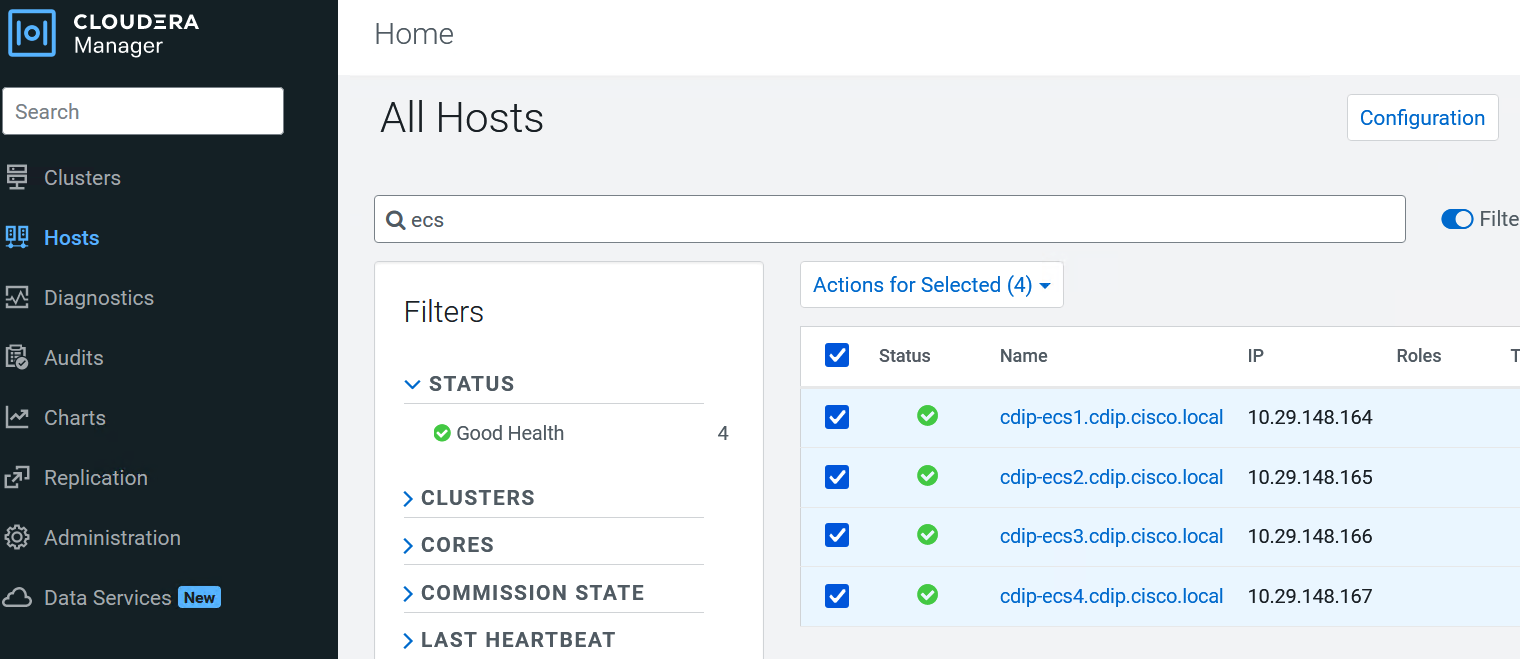 CLOUDERA
Manager
Search
Clusters
Hosts
Diagnostics
Audits
Charts
Replication
Administration
Data Services New
Home
All Hosts
Configuration
ecs
Filte
Filters
STATUS
Good Health 4
CLUSTERS
CORES
COMMISSION STATE
LAST HEARTBEAT
Actions for Selected (4)
Status Name IP Roles T
cdip-ecs1.cdip.cisco.local 10.29.148.164
cdip-ecs2.cdip.cisco.local 10.29.148.165
cdip-ecs3.cdip.cisco.local 10.29.148.166
cdip-ecs4.cdip.cisco.local 10.29.148.167